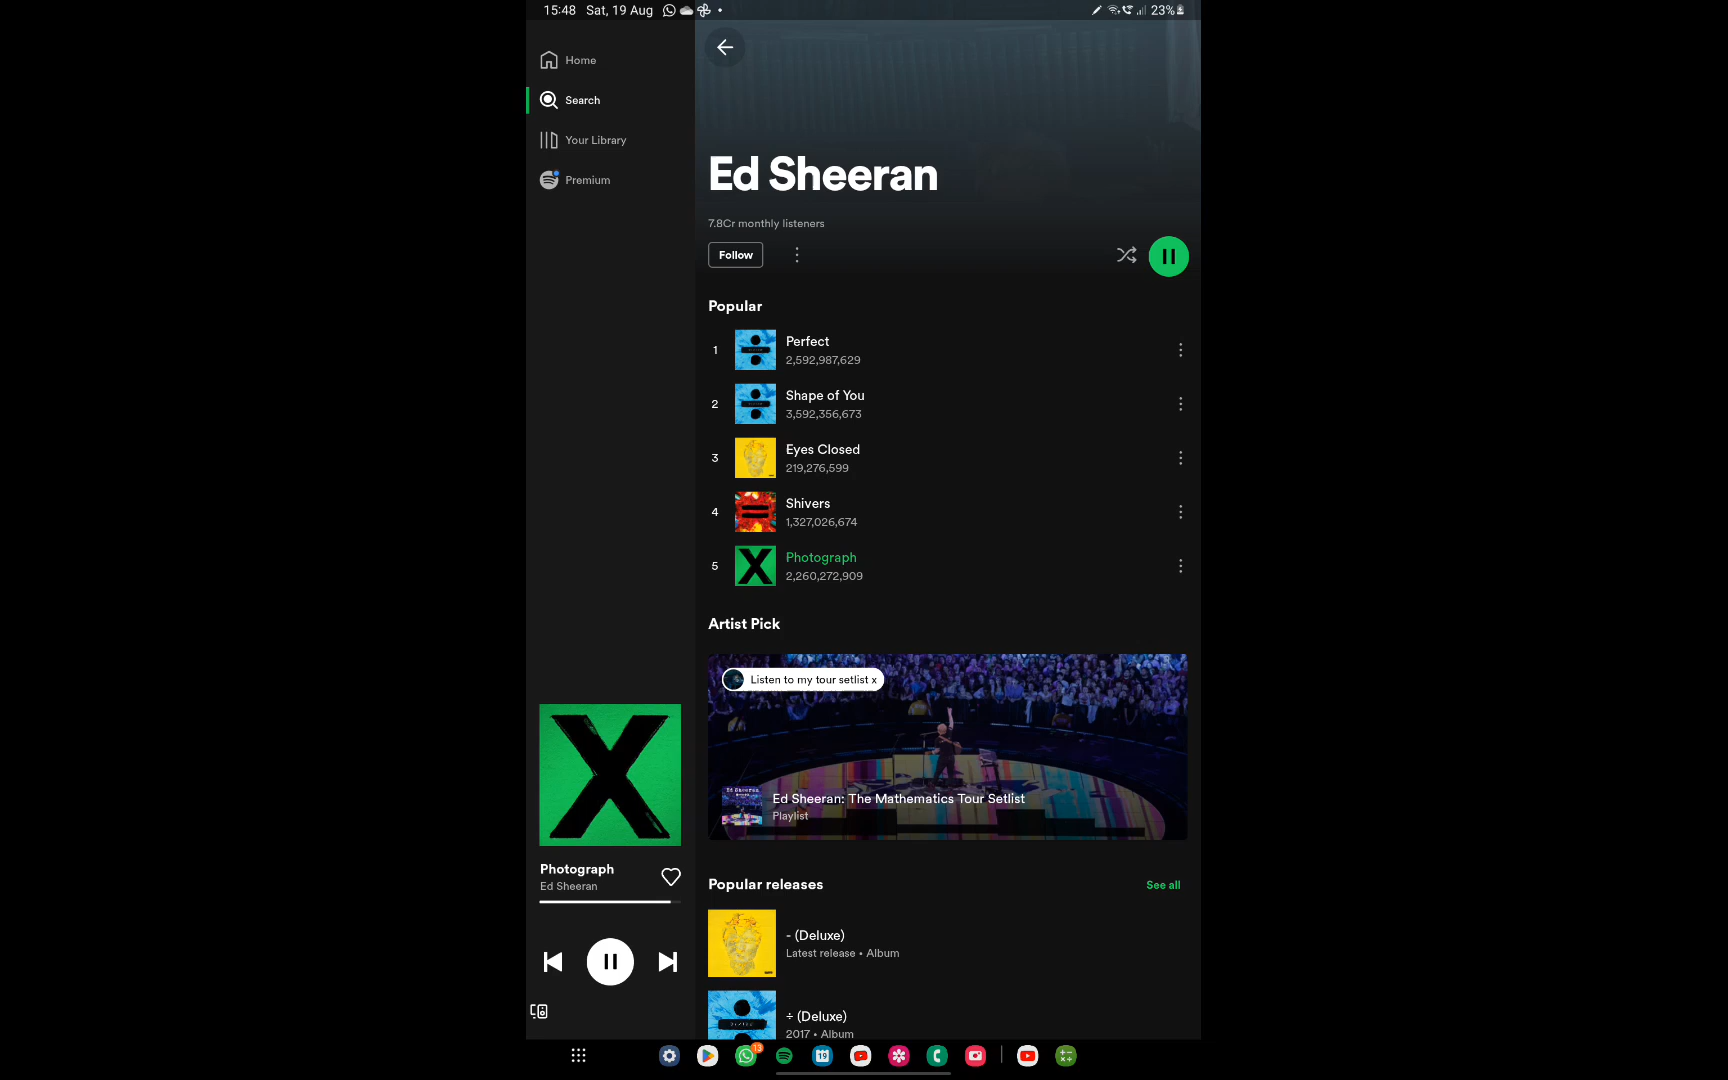 15:48 Sat, 19 Aug
23%
Home
Search
Your Library
Premium
Ed Sheeran
7.8Cr monthly listeners
Follow
Popular
1
Perfect
2,592,987,629
2
Shape of You
3,592,356,673
3
Eyes Closed
219,276,599
4
Shivers
1,327,026,674
5
Photograph
2,260,272,909
Artist Pick
Listen to my tour setlist x
Ed Sheeran: The Mathematics Tour Setlist
Playlist
Popular releases
See all
- (Deluxe)
Latest release • Album
÷ (Deluxe)
2017 • Album
Photograph
Ed Sheeran
13
19